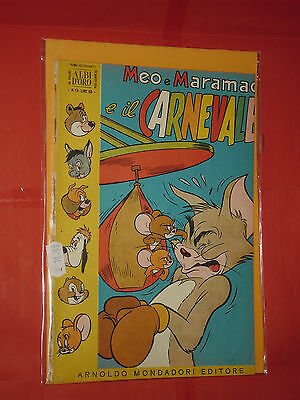 Meo e Maramao
e il CARNEVALE
ALBI
D'ORO
ARNOLDO MONDADORI EDITORE